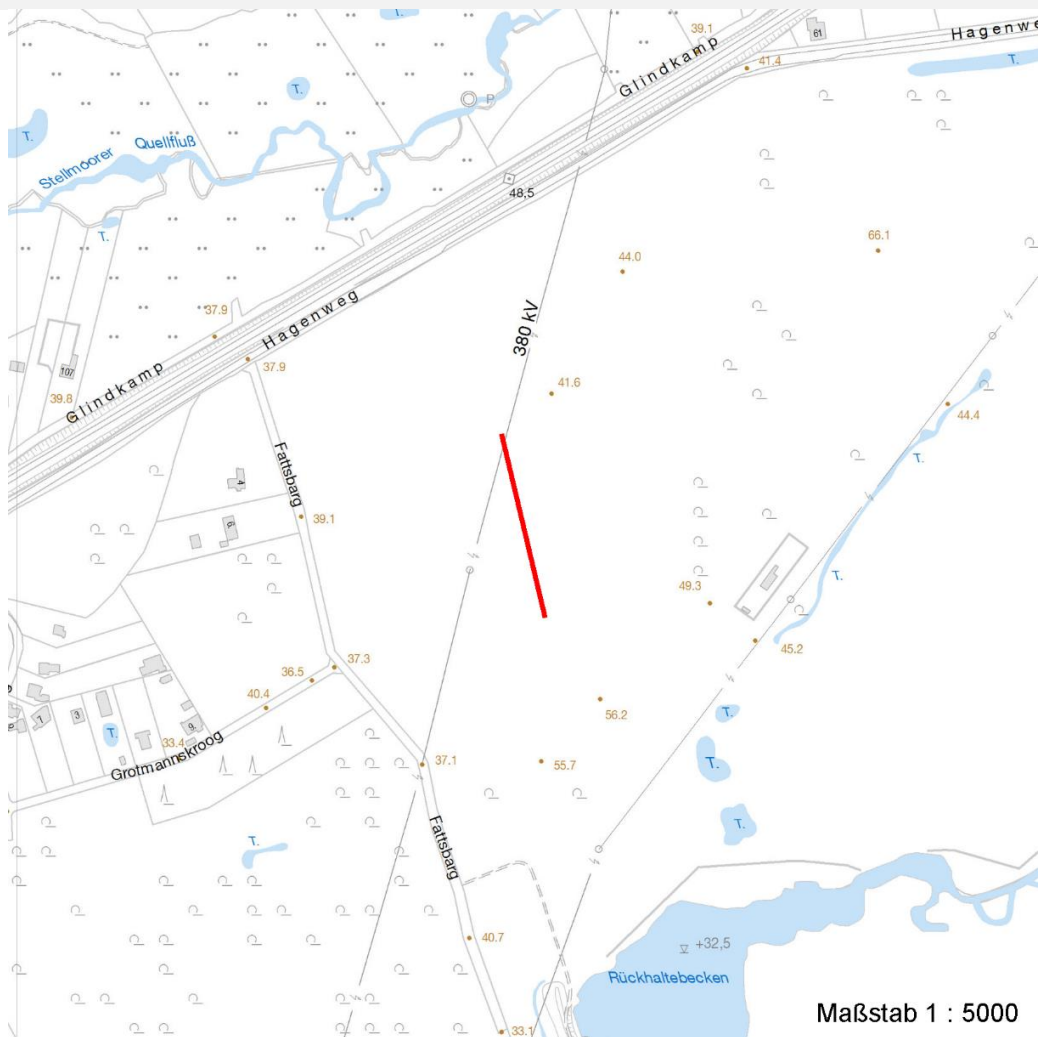 T.
39.1
61
Hagenwe
41.4
T.
Glindkamp
T.
P
T.
Quellfluß
Stellmoorer
48,5
T.
66.1
44.0
380 kV
37.9
Hagenweg
37.9
107
39.8
Glindkamp
41.6
44.4
Fattsbarg
4
T.
6
39.1
T.
49.3
45.2
37.3
36.5
40.4
56.2
T.
1
3
9
T.
33.4
Grotmannskroog
37.1
55.7
T.
T.
T.
Fattsbarg
40.7
+32,5
Rückhaltebecken
33.1
Maßstab 1 : 5000